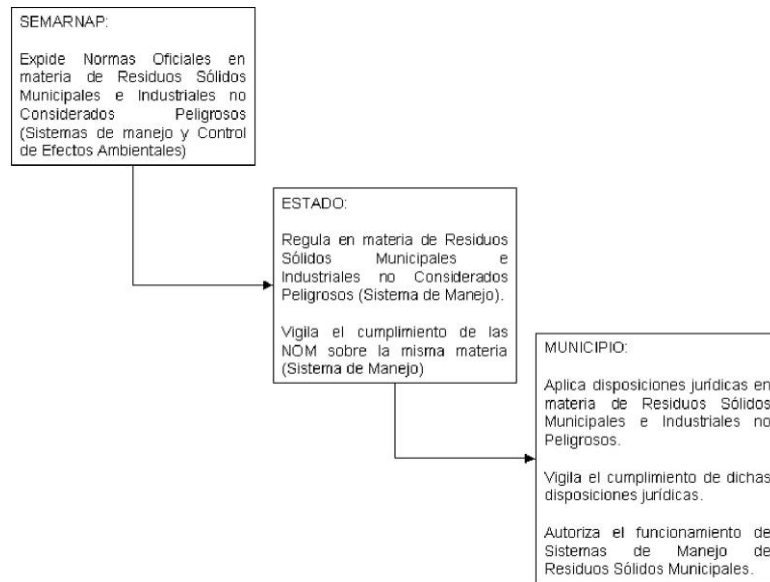 SEMARNAP:
Expide Normas Oficiales en
materia de Residuos Sólidos
Municipales e Industriales no
Considerados Peligrosos
(Sistemas de manejo y Control
de Efectos Ambientales)
ESTADO:
Regula en materia de Residuos
Sólidos Municipales e
Industriales no Considerados
Peligrosos (Sistema de Manejo).
Vigila el cumplimiento de las
NOM sobre la misma materia
(Sistema de Manejo)
MUNICIPIO:
Aplica disposiciones jurídicas en
materia de Residuos Sólidos
Municipales e Industriales no
Peligrosos.
Vigila el cumplimiento de dichas
disposiciones jurídicas.
Autoriza el funcionamiento de
Sistemas de Manejo de
Residuos Sólidos Municipales.